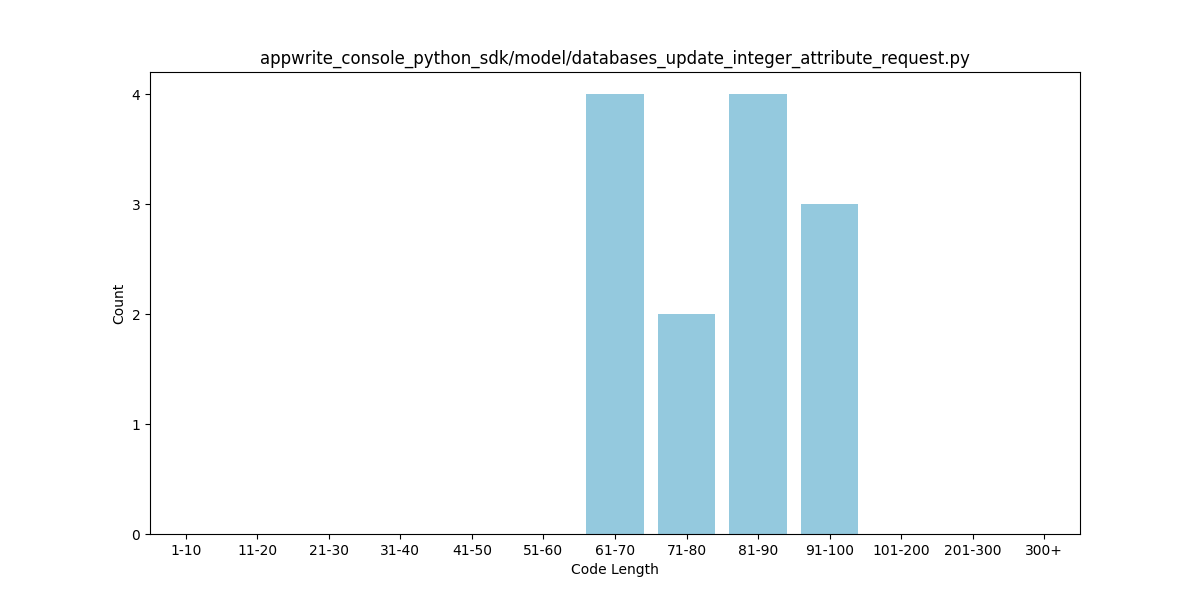 appwrite_console_python_sdk/model/databases_update_integer_attribute_request.py
4
3
2
1
0
Count
1-10 11-20 21-30 31-40 41-50 51-60 61-70 71-80 81-90 91-100 101-200 201-300 300+
Code Length